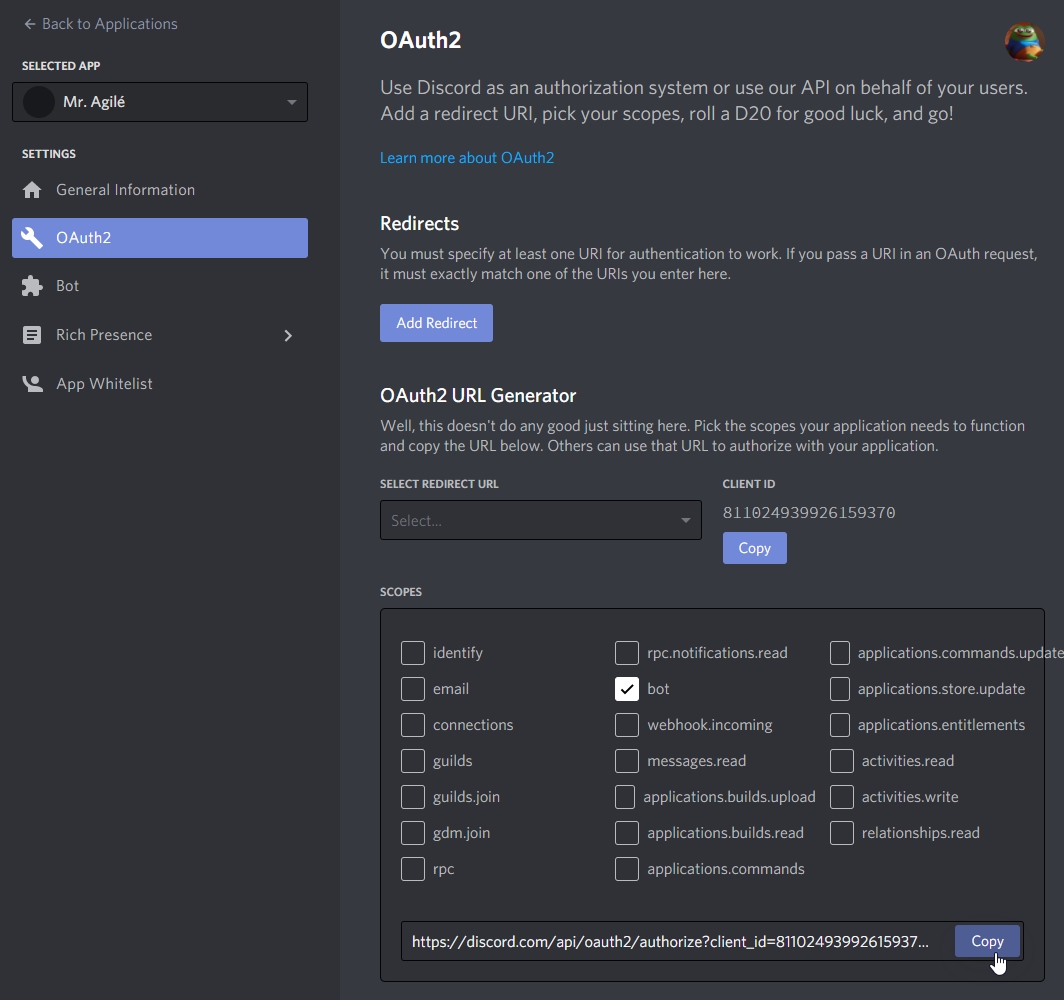 Back to Applications
SELECTED APP
Mr. Agilé
SETTINGS
General Information
OAuth2
Bot
Rich Presence
App Whitelist
OAuth2
Use Discord as an authorization system or use our API on behalf of your users.
Add a redirect URI, pick your scopes, roll a D20 for good luck, and go!
Learn more about OAuth2
Redirects
You must specify at least one URI for authentication to work. If you pass a URI in an OAuth request,
it must exactly match one of the URIs you enter here.
Add Redirect
OAuth2 URL Generator
Well, this doesn't do any good just sitting here. Pick the scopes your application needs to function
and copy the URL below. Others can use that URL to authorize with your application.
SELECT REDIRECT URL
Select...
CLIENT ID
811024939926159370
Copy
SCOPES
identify
email
connections
guilds
guilds.join
gdm.join
rpc
rpc.notifications.read
bot
webhook.incoming
messages.read
applications.builds.upload
applications.builds.read
applications.commands
applications.commands.update
applications.store.update
applications.entitlements
activities.read
activities.write
relationships.read
https://discord.com/api/oauth2/authorize?client_id=81102493992615937...
Copy